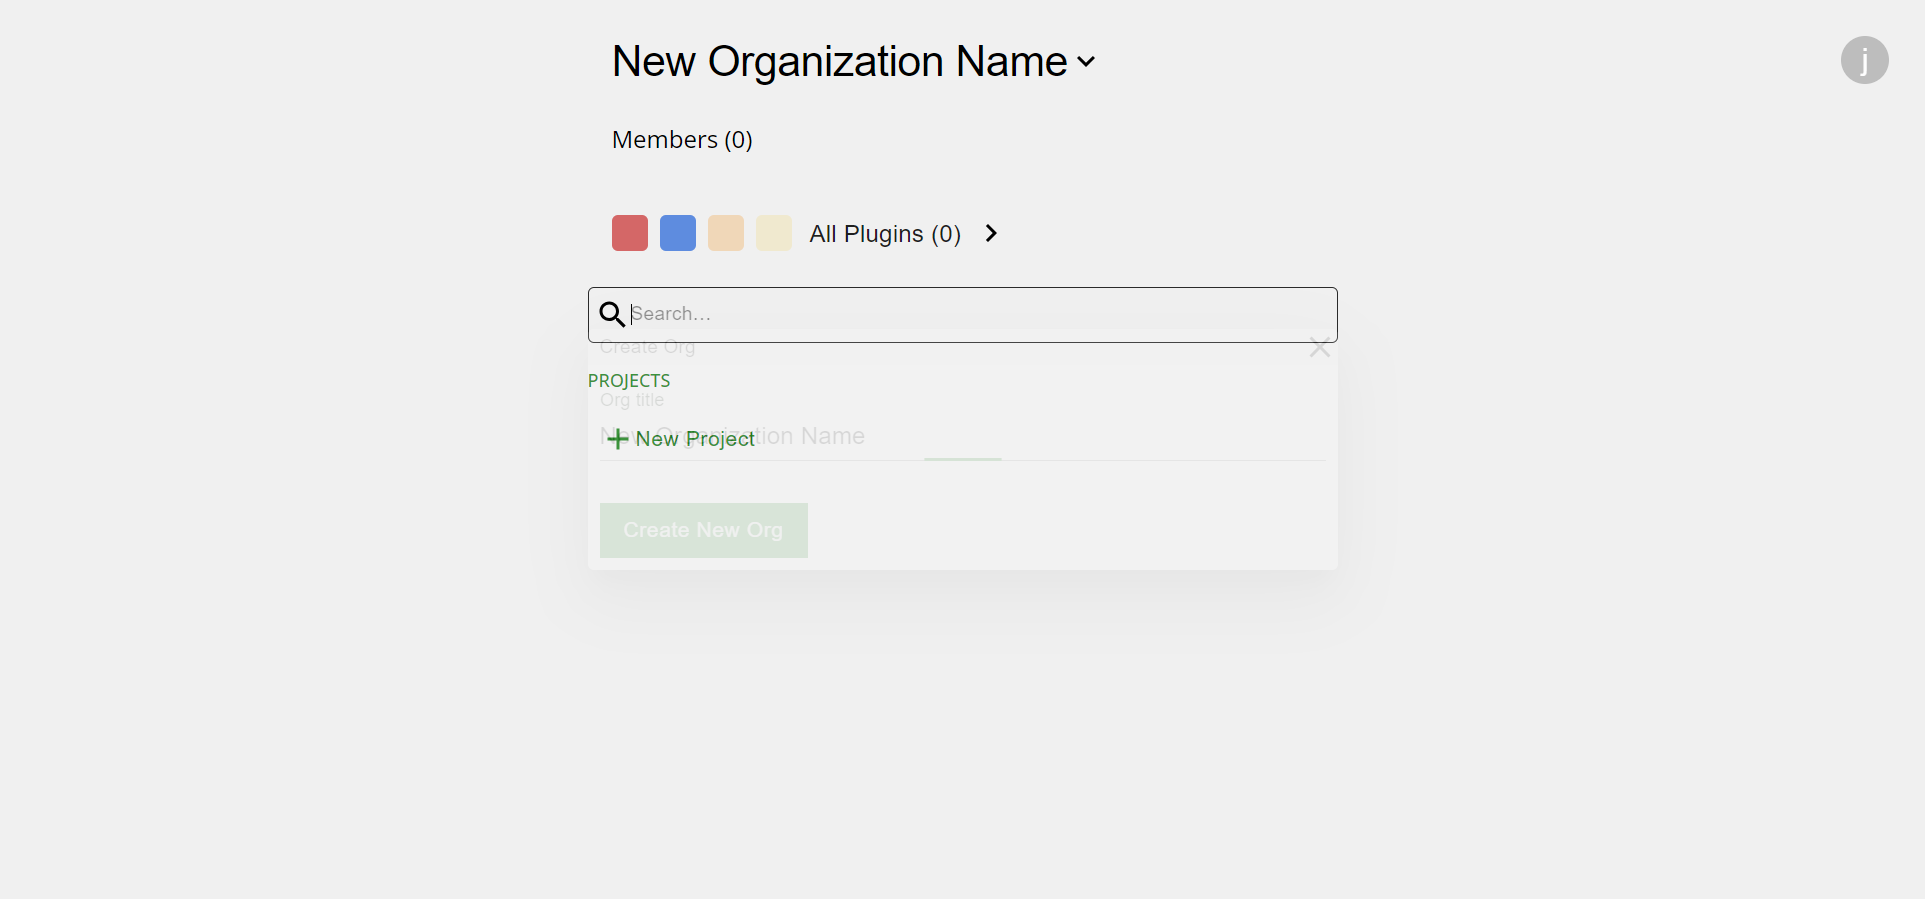 New Organization Name
j
Members (0)
All Plugins (0)
Search...
Create Org
PROJECTS
Org title
New Organization Name
New Project
Create New Org